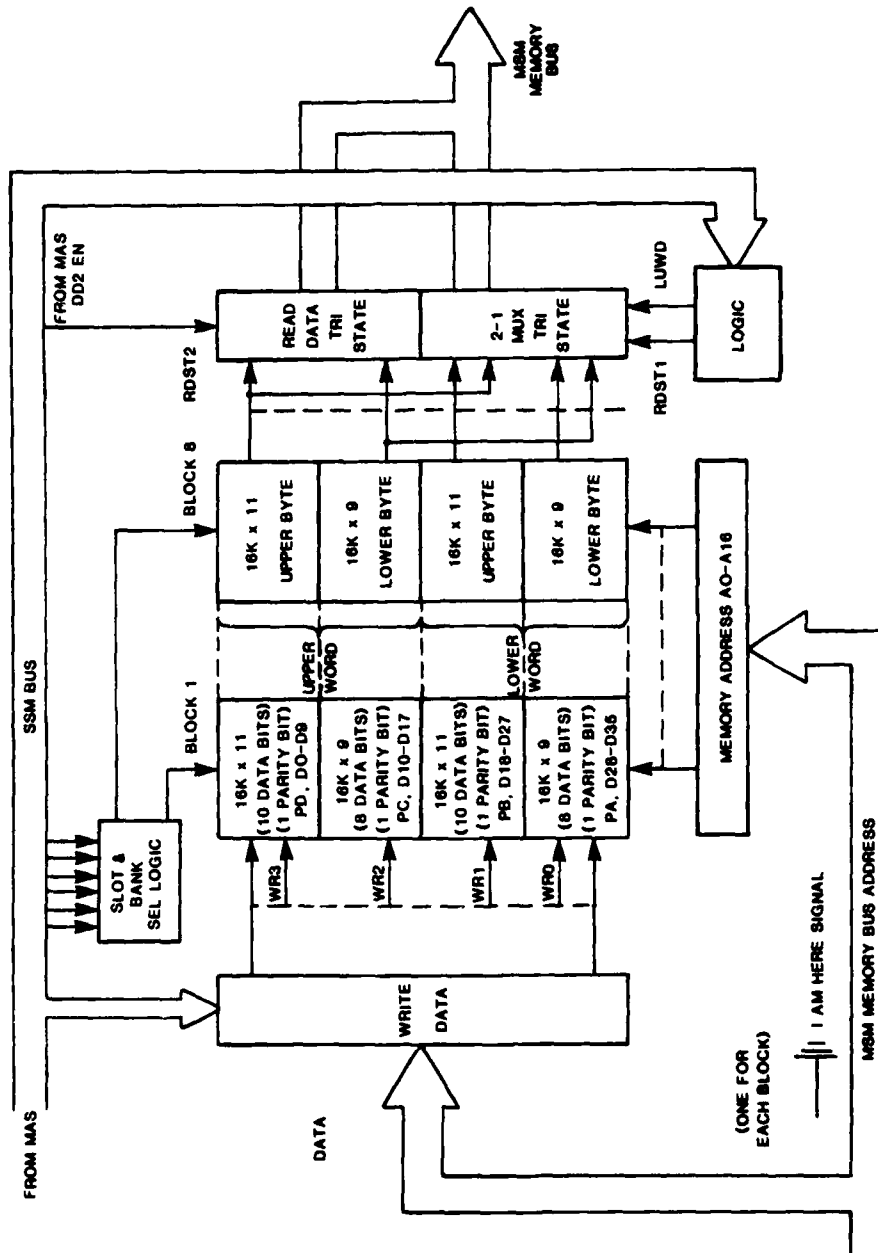 FROM MAS
SSM BUS
SLOT &
BANK
SEL LOGIC
BLOCK 1
BLOCK 8
FROM MAS
DD2 EN
MSM
MEMORY
BUS
DATA
WRITE
DATA
WR3
WR2
WR1
WR0
16K x 11
(10 DATA BITS)
(1 PARITY BIT)
PD, D0-D9
16K x 9
(8 DATA BITS)
(1 PARITY BIT)
PC, D10-D17
16K x 11
(10 DATA BITS)
(1 PARITY BIT)
PB, D18-D27
16K x 9
(8 DATA BITS)
(1 PARITY BIT)
PA, D28-D35
UPPER
WORD
LOWER
WORD
16K x 11
UPPER BYTE
16K x 9
LOWER BYTE
16K x 11
UPPER BYTE
16K x 9
LOWER BYTE
RDST2
READ
DATA
TRI
STATE
2-1
MUX
TRI
STATE
RDST1
LUWD
LOGIC
MEMORY ADDRESS A0-A16
(ONE FOR
EACH BLOCK)
I AM HERE SIGNAL
MSM MEMORY BUS ADDRESS